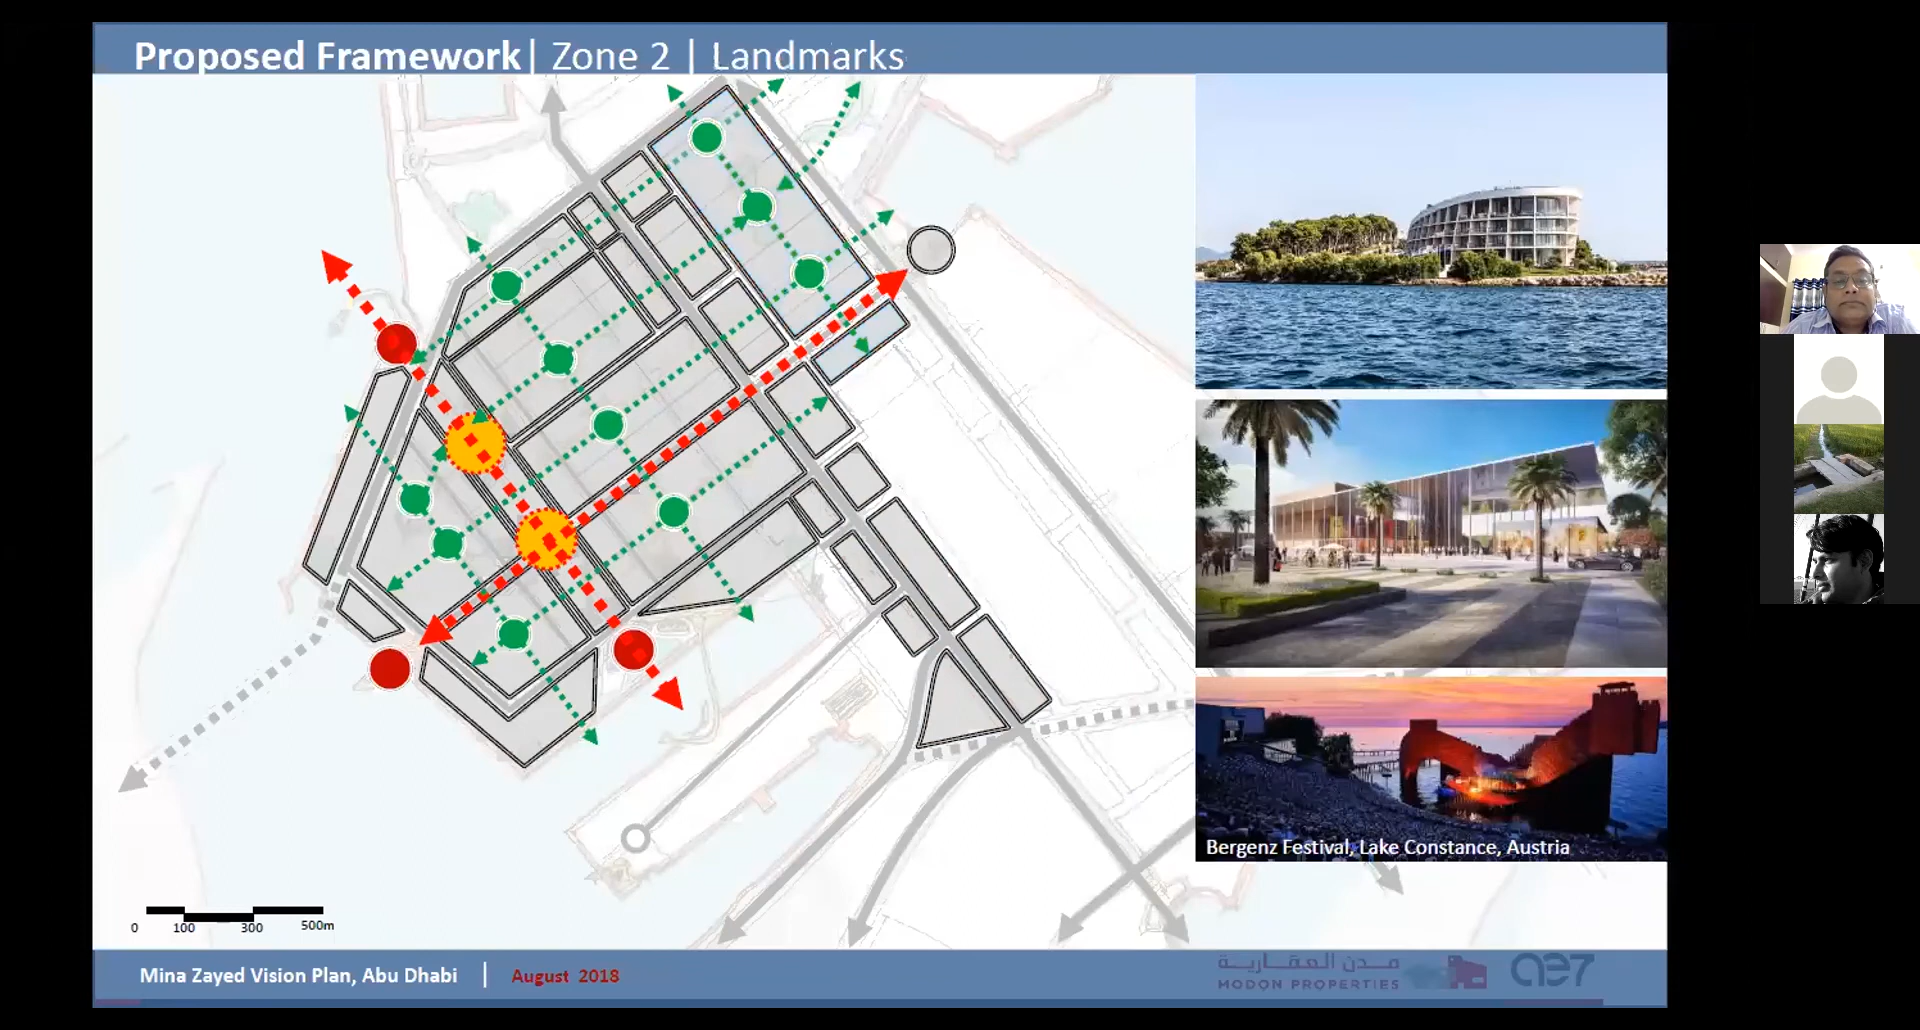 Proposed Framework| Zone 2 | Landmarks
Bergenz Festival, Lake Constance, Austria
0 100 300 500m
Mina Zayed Vision Plan, Abu Dhabi | August 2018
مدن العقارية
MODON PROPERTIES
ae7